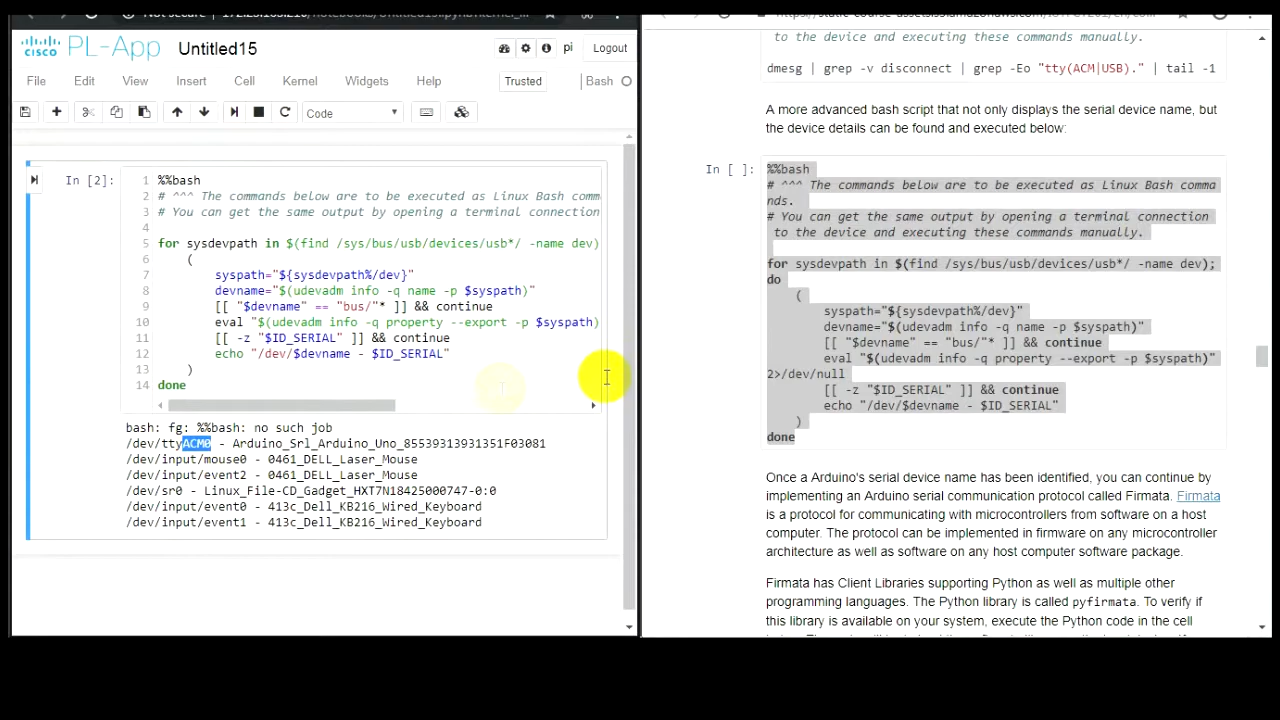 Not secure
cisco PL-App Untitled15 pi Logout
File Edit View Insert Cell Kernel Widgets Help Trusted Bash
Code
In [2]:
1 %%bash
2 # ^^^ The commands below are to be executed as Linux Bash comm
3 # You can get the same output by opening a terminal connection
4
5 for sysdevpath in $(find /sys/bus/usb/devices/usb*/ -name dev)
6 (
7 syspath="${sysdevpath%/dev}"
8 devname="$(udevadm info -q name -p $syspath)"
9 [[ "$devname" == "bus/"* ]] && continue
10 eval "$(udevadm info -q property --export -p $syspath)
11 [[ -z "$ID_SERIAL" ]] && continue
12 echo "/dev/$devname - $ID_SERIAL"
13 )
14 done
bash: fg: %%bash: no such job
/dev/ttyACM0 - Arduino_Srl_Arduino_Uno_85539313931351F03081
/dev/input/mouse0 - 0461_DELL_Laser_Mouse
/dev/input/event2 - 0461_DELL_Laser_Mouse
/dev/sr0 - Linux_File-CD_Gadget_HXT7N18425000747-0:0
/dev/input/event0 - 413c_Dell_KB216_Wired_Keyboard
/dev/input/event1 - 413c_Dell_KB216_Wired_Keyboard
to the device and executing these commands manually.
dmesg | grep -v disconnect | grep -Eo "tty(ACM|USB)." | tail -1
A more advanced bash script that not only displays the serial device name, but
the device details can be found and executed below:
In [ ]:
%%bash
# ^^^ The commands below are to be executed as Linux Bash comma
nds.
# You can get the same output by opening a terminal connection
to the device and executing these commands manually.
for sysdevpath in $(find /sys/bus/usb/devices/usb*/ -name dev);
do
(
syspath="${sysdevpath%/dev}"
devname="$(udevadm info -q name -p $syspath)"
[[ "$devname" == "bus/"* ]] && continue
eval "$(udevadm info -q property --export -p $syspath)"
2>/dev/null
[[ -z "$ID_SERIAL" ]] && continue
echo "/dev/$devname - $ID_SERIAL"
)
done
Once a Arduino's serial device name has been identified, you can continue by
implementing an Arduino serial communication protocol called Firmata. Firmata
is a protocol for communicating with microcontrollers from software on a host
computer. The protocol can be implemented in firmware on any microcontroller
architecture as well as software on any host computer software package.
Firmata has Client Libraries supporting Python as well as multiple other
programming languages. The Python library is called pyfirmata. To verify if
this library is available on your system, execute the Python code in the cell